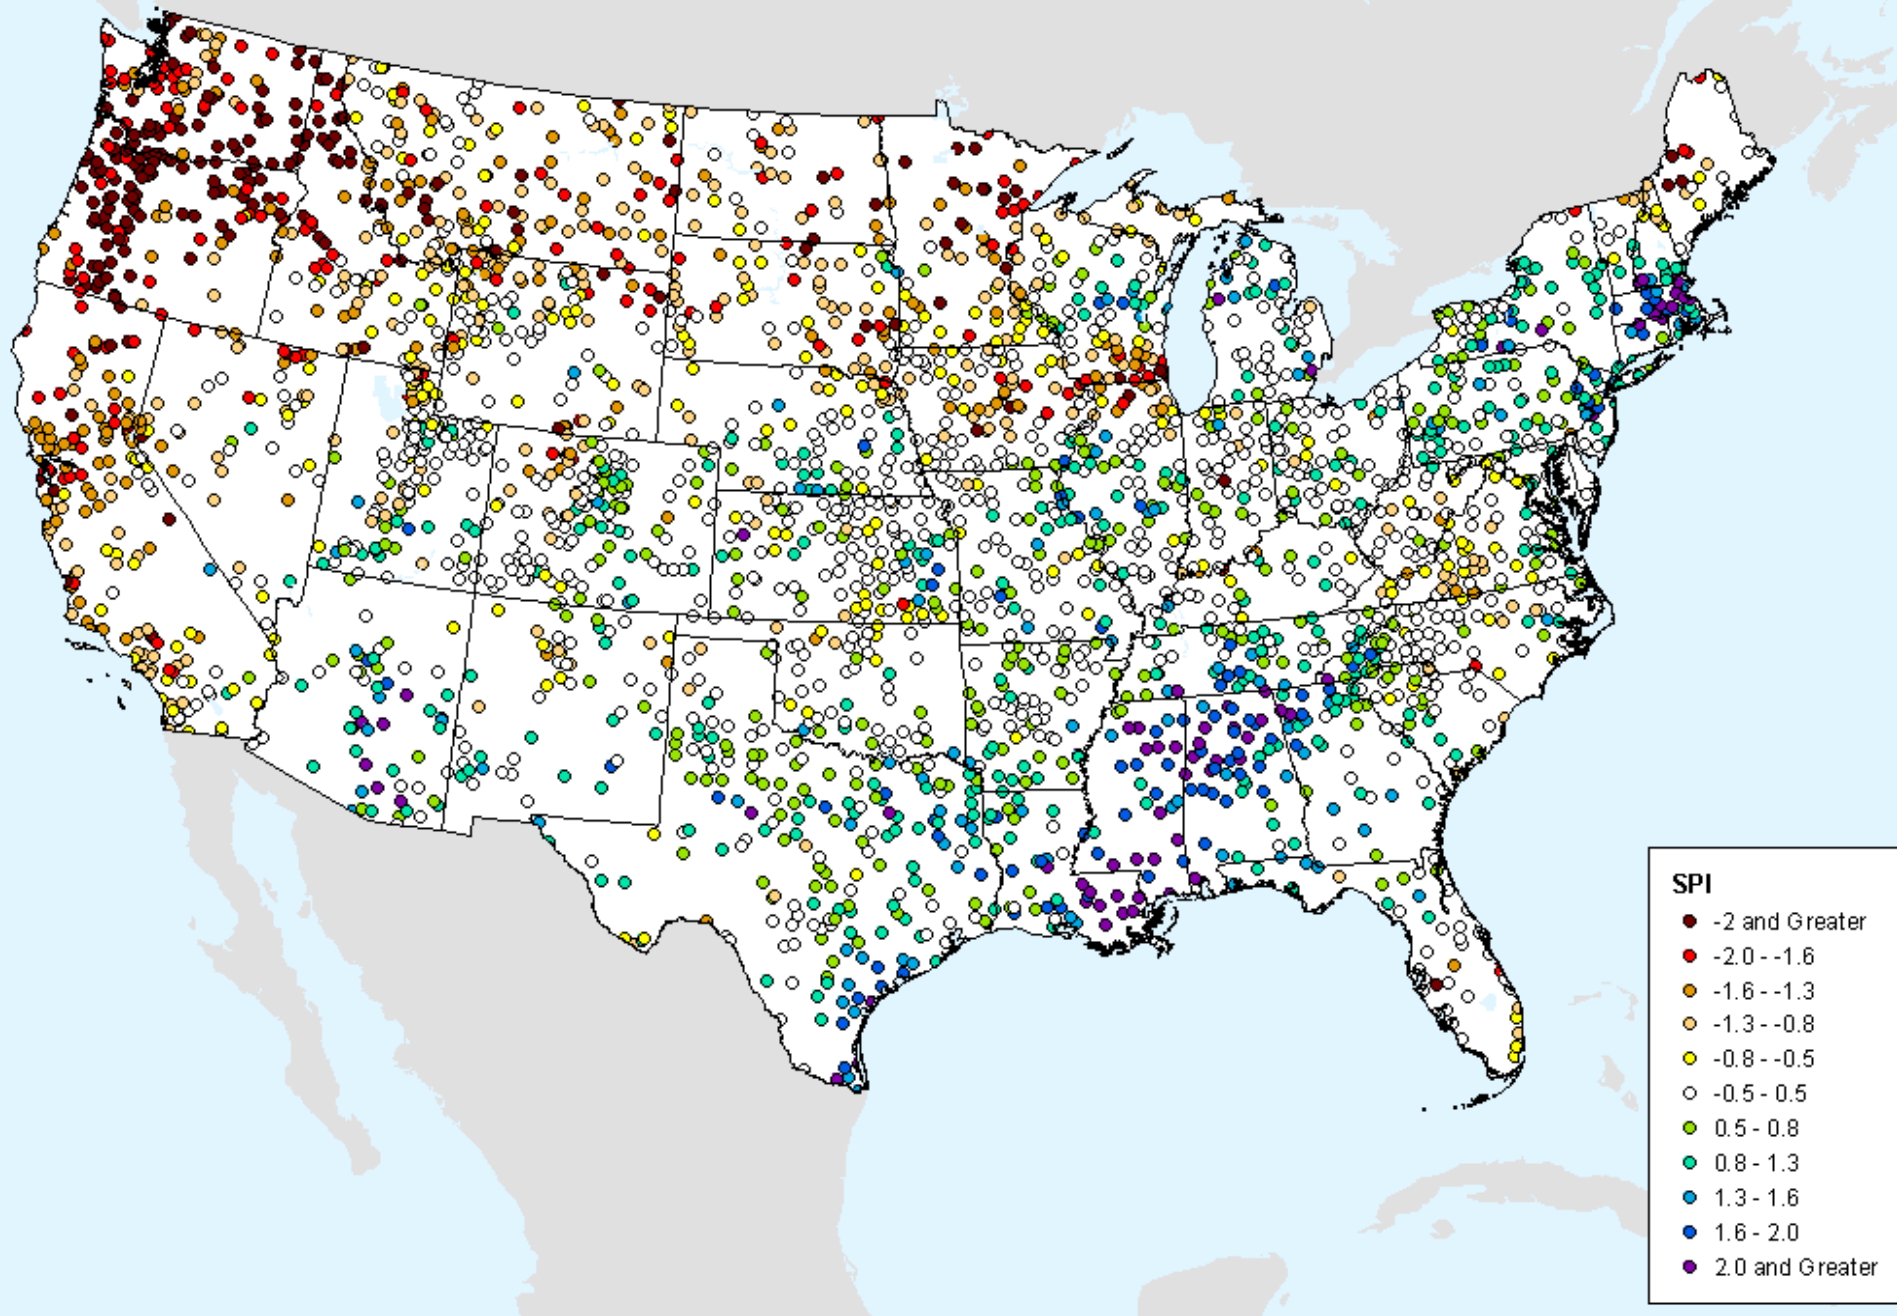 SPI
-2 and Greater
-2.0 - -1.6
-1.6 - -1.3
-1.3 - -0.8
-0.8 - -0.5
-0.5 - 0.5
0.5 - 0.8
0.8 - 1.3
1.3 - 1.6
1.6 - 2.0
2.0 and Greater